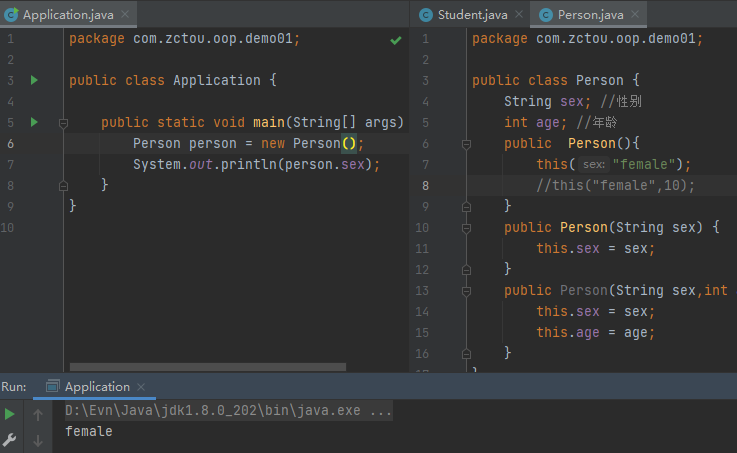 Application.java
1 package com.zctou.oop.demo01;
2
3 public class Application {
4
5 public static void main(String[] args)
6 Person person = new Person();
7 System.out.println(person.sex);
8 }
9 }
10
Student.java Person.java
1 package com.zctou.oop.demo01;
2
3 public class Person {
4 String sex; //性别
5 int age; //年龄
6 public  Person(){
7 this( sex: "female");
8 //this("female",10);
9 }
10 public Person(String sex) {
11 this.sex = sex;
12 }
13 public Person(String sex,int
14 this.sex = sex;
15 this.age = age;
16 }
Run: Application
D:\Evn\Java\jdk1.8.0_202\bin\java.exe ...
female